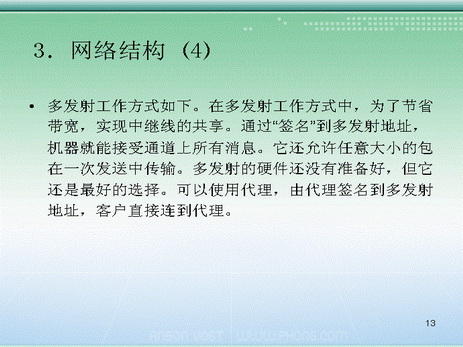 3．网络结构 (4)
• 多发射工作方式如下。在多发射工作方式中，为了节省
带宽，实现中继线的共享。通过“签名”到多发射地址，
机器就能接受通道上所有消息。它还允许任意大小的包
在一次发送中传输。多发射的硬件还没有准备好，但它
还是最好的选择。可以使用代理，由代理签名到多发射
地址，客户直接连到代理。
13